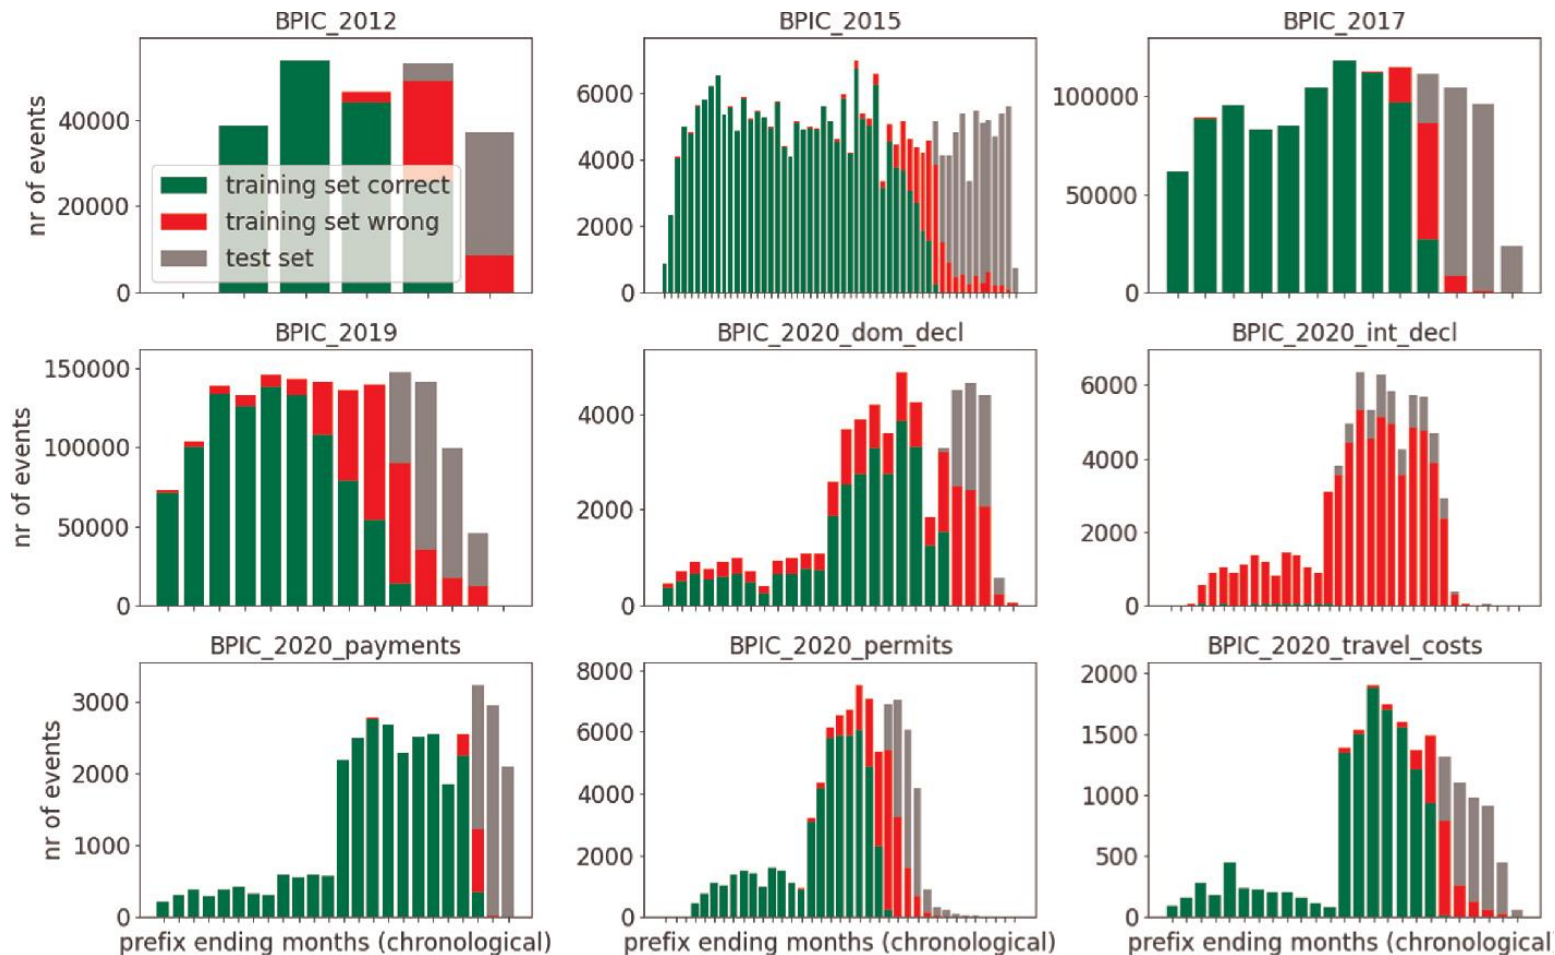 BPIC_2012
nr of events
40000
20000
0
training set correct
training set wrong
test set
BPIC_2015
6000
4000
2000
0
BPIC_2017
100000
50000
0
BPIC_2019
nr of events
150000
100000
50000
0
BPIC_2020_dom_decl
4000
2000
0
BPIC_2020_int_decl
6000
4000
2000
0
BPIC_2020_payments
nr of events
3000
2000
1000
0
prefix ending months (chronological)
BPIC_2020_permits
8000
6000
4000
2000
0
prefix ending months (chronological)
BPIC_2020_travel_costs
2000
1500
1000
500
0
prefix ending months (chronological)